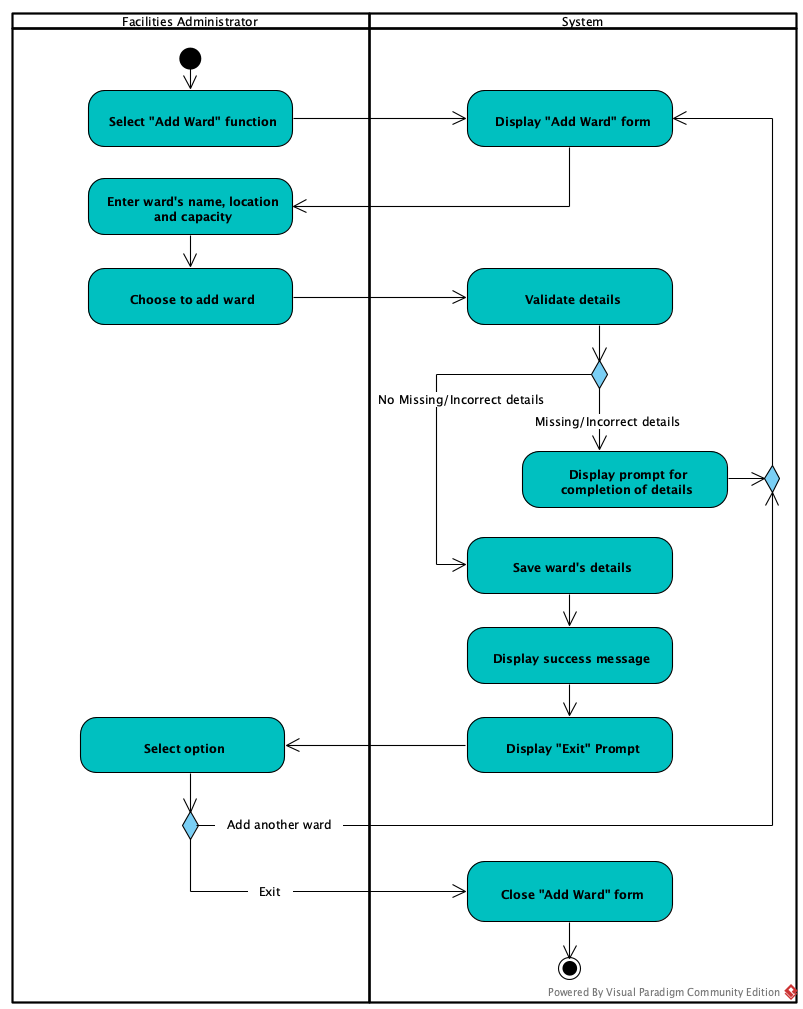 Facilities Administrator
System
Select "Add Ward" function
Display "Add Ward" form
Enter ward's name, location
and capacity
Choose to add ward
Validate details
No Missing/Incorrect details
Missing/Incorrect details
Display prompt for
completion of details
Save ward's details
Display success message
Select option
Display "Exit" Prompt
Add another ward
Exit
Close "Add Ward" form
Powered By Visual Paradigm Community Edition